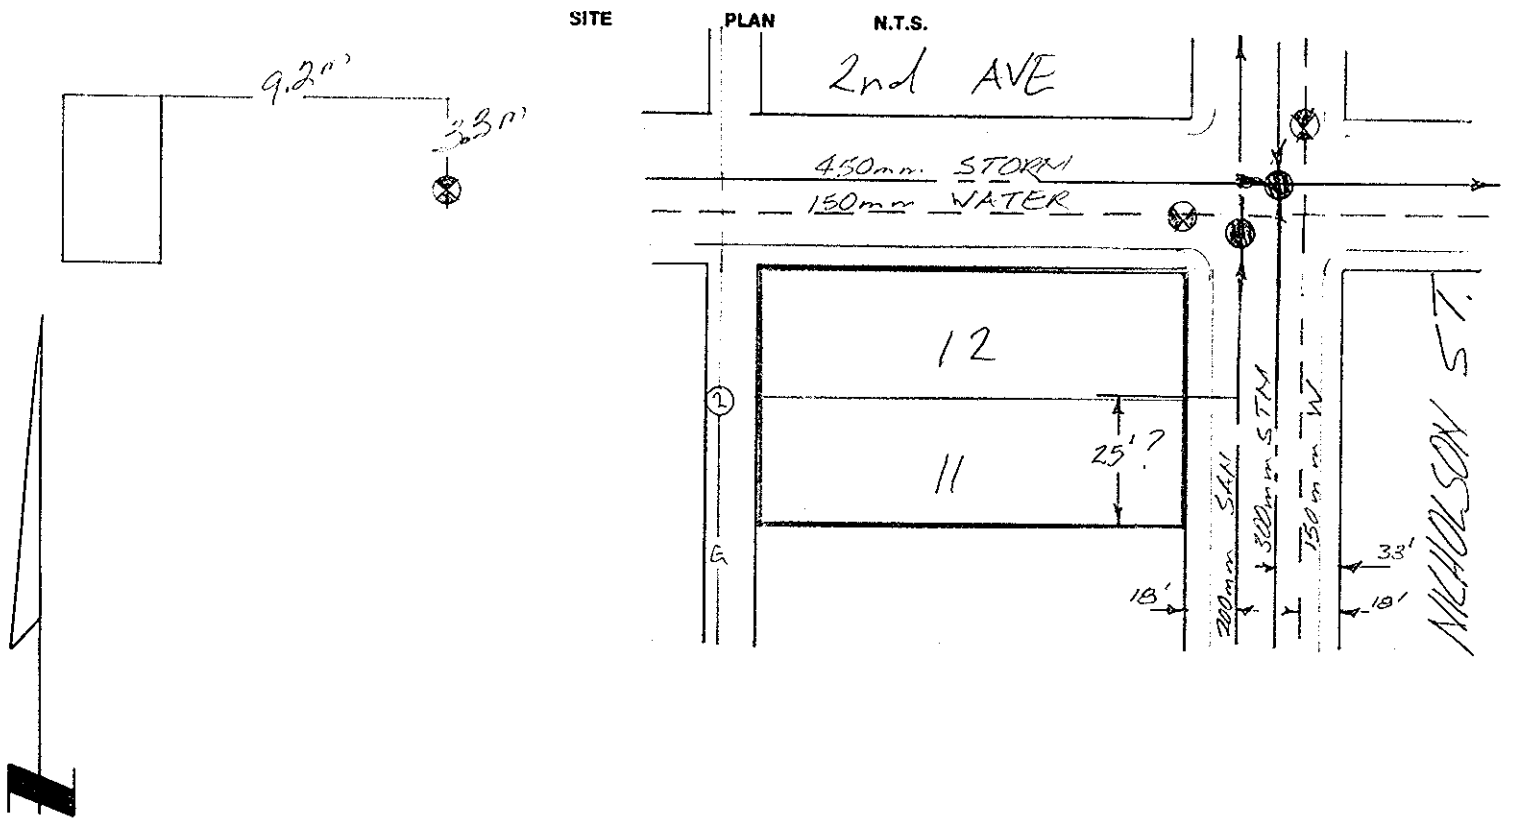 SITE PLAN N.T.S.
9.2m
3.3m
2nd AVE
450mm STORM
150mm WATER
12
2
25'?
11
G
200mm SAN
300mm STM
150mm W
33'
18'
18'
NICHOLSON ST.
N